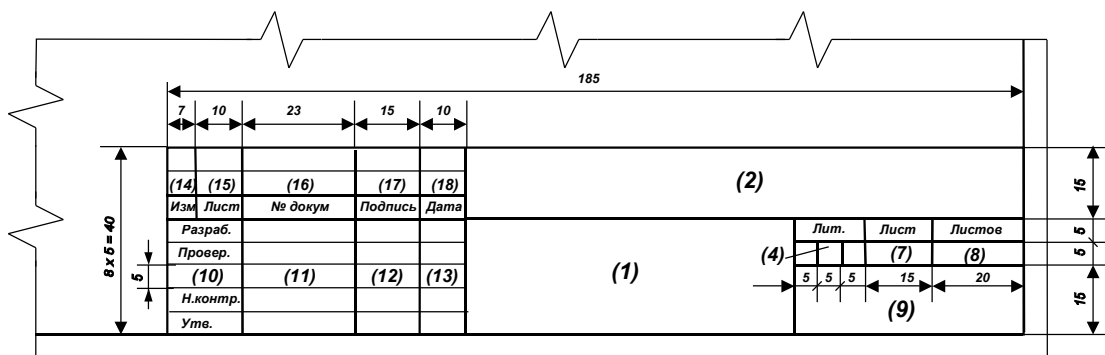 185
7 10 23 15 10
(2)
15
(14) (15) (16) (17) (18)
Изм Лист № докум Подпись Дата
8 x 5 = 40
Разраб.
Лит. Лист Листов
5
Провер.
(4) (7) (8)
5
5
(10) (11) (12) (13)
(1)
5 5 5 15 20
Н.контр.
(9)
15
Утв.